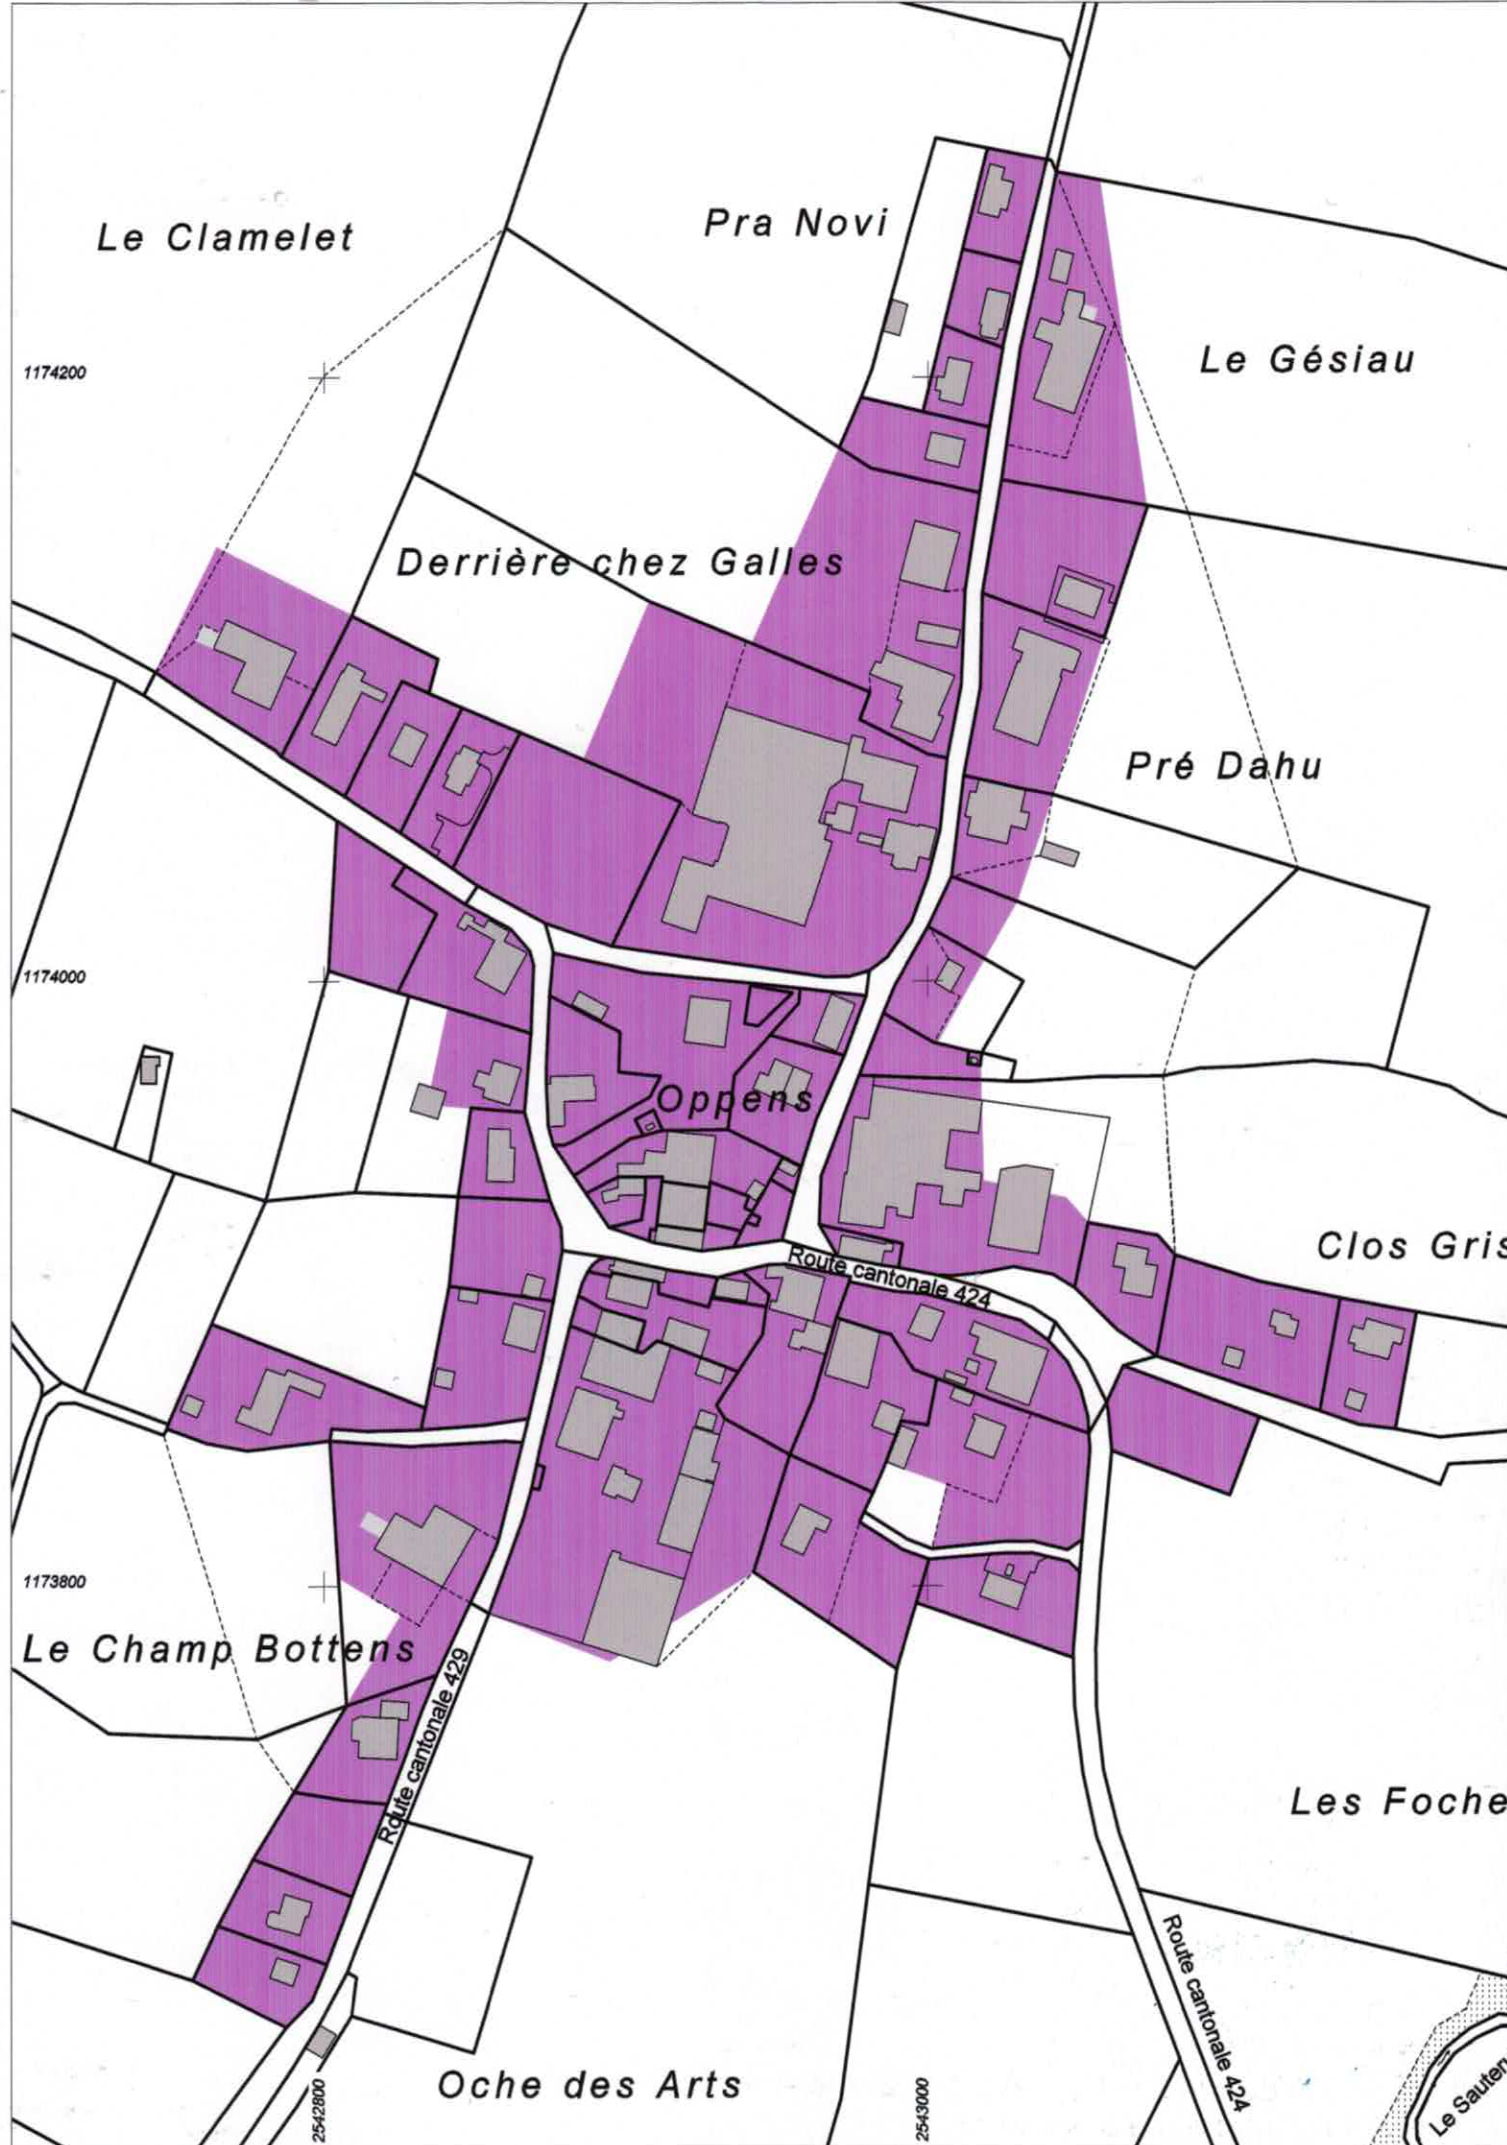 Pra Novi
Le Clamelet
Le Gésiau
1174200
Derrière chez Galles
Pré Dahu
1174000
Oppens
Clos Gris
Route cantonale 424
1173800
Le Champ Bottens
Route cantonale 429
Les Foche
Route cantonale 424
Oche des Arts
Le Sauten
2542800
2543000